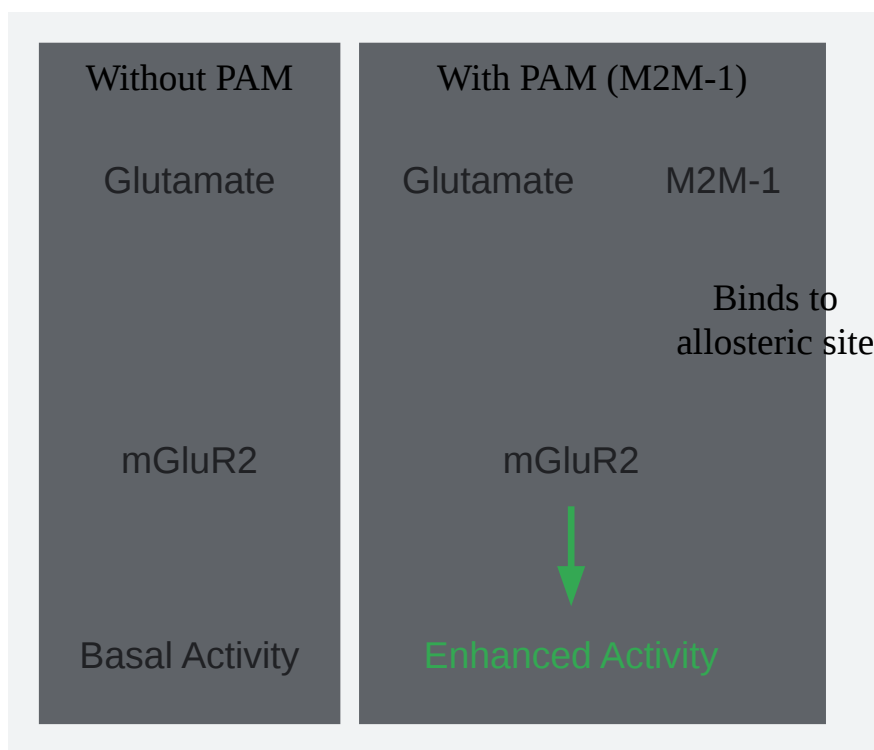 Without PAM
Glutamate
mGluR2
Basal Activity
With PAM (M2M-1)
Glutamate
M2M-1
Binds to
allosteric site
mGluR2
Enhanced Activity